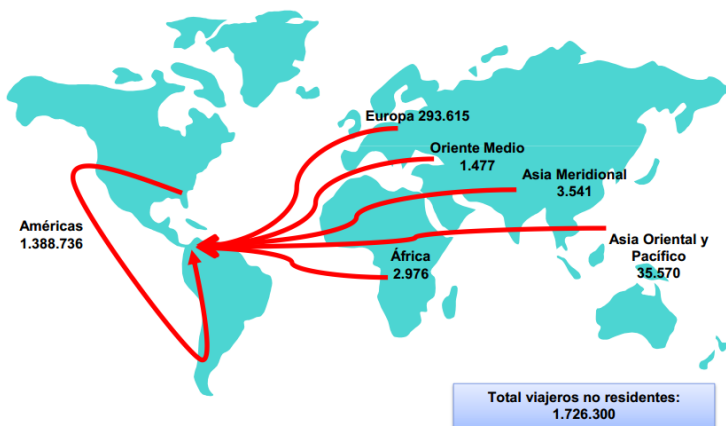 Europa 293.615
Oriente Medio
1.477
Asia Meridional
3.541
Américas
1.388.736
Asia Oriental y
Pacífico
35.570
África
2.976
Total viajeros no residentes:
1.726.300